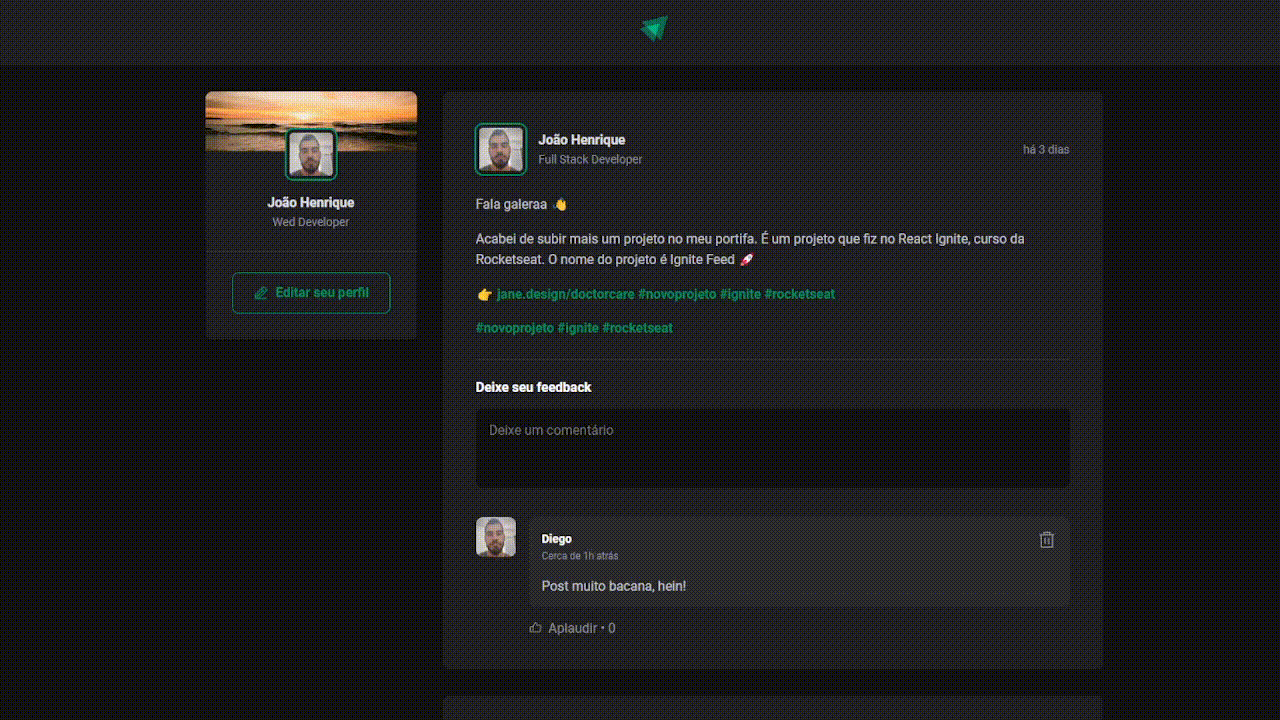 João Henrique
Wed Developer
Editar seu perfil
João Henrique
Full Stack Developer
há 3 dias
Fala galeraa 👋
Acabei de subir mais um projeto no meu portifa. É um projeto que fiz no React Ignite, curso da
Rocketseat. O nome do projeto é Ignite Feed 🚀
👉 jane.design/doctorcare #novoprojeto #ignite #rocketseat
#novoprojeto #ignite #rocketseat
Deixe seu feedback
Deixe um comentário
Diego
Cerca de 1h atrás
Post muito bacana, hein!
Aplaudir • 0